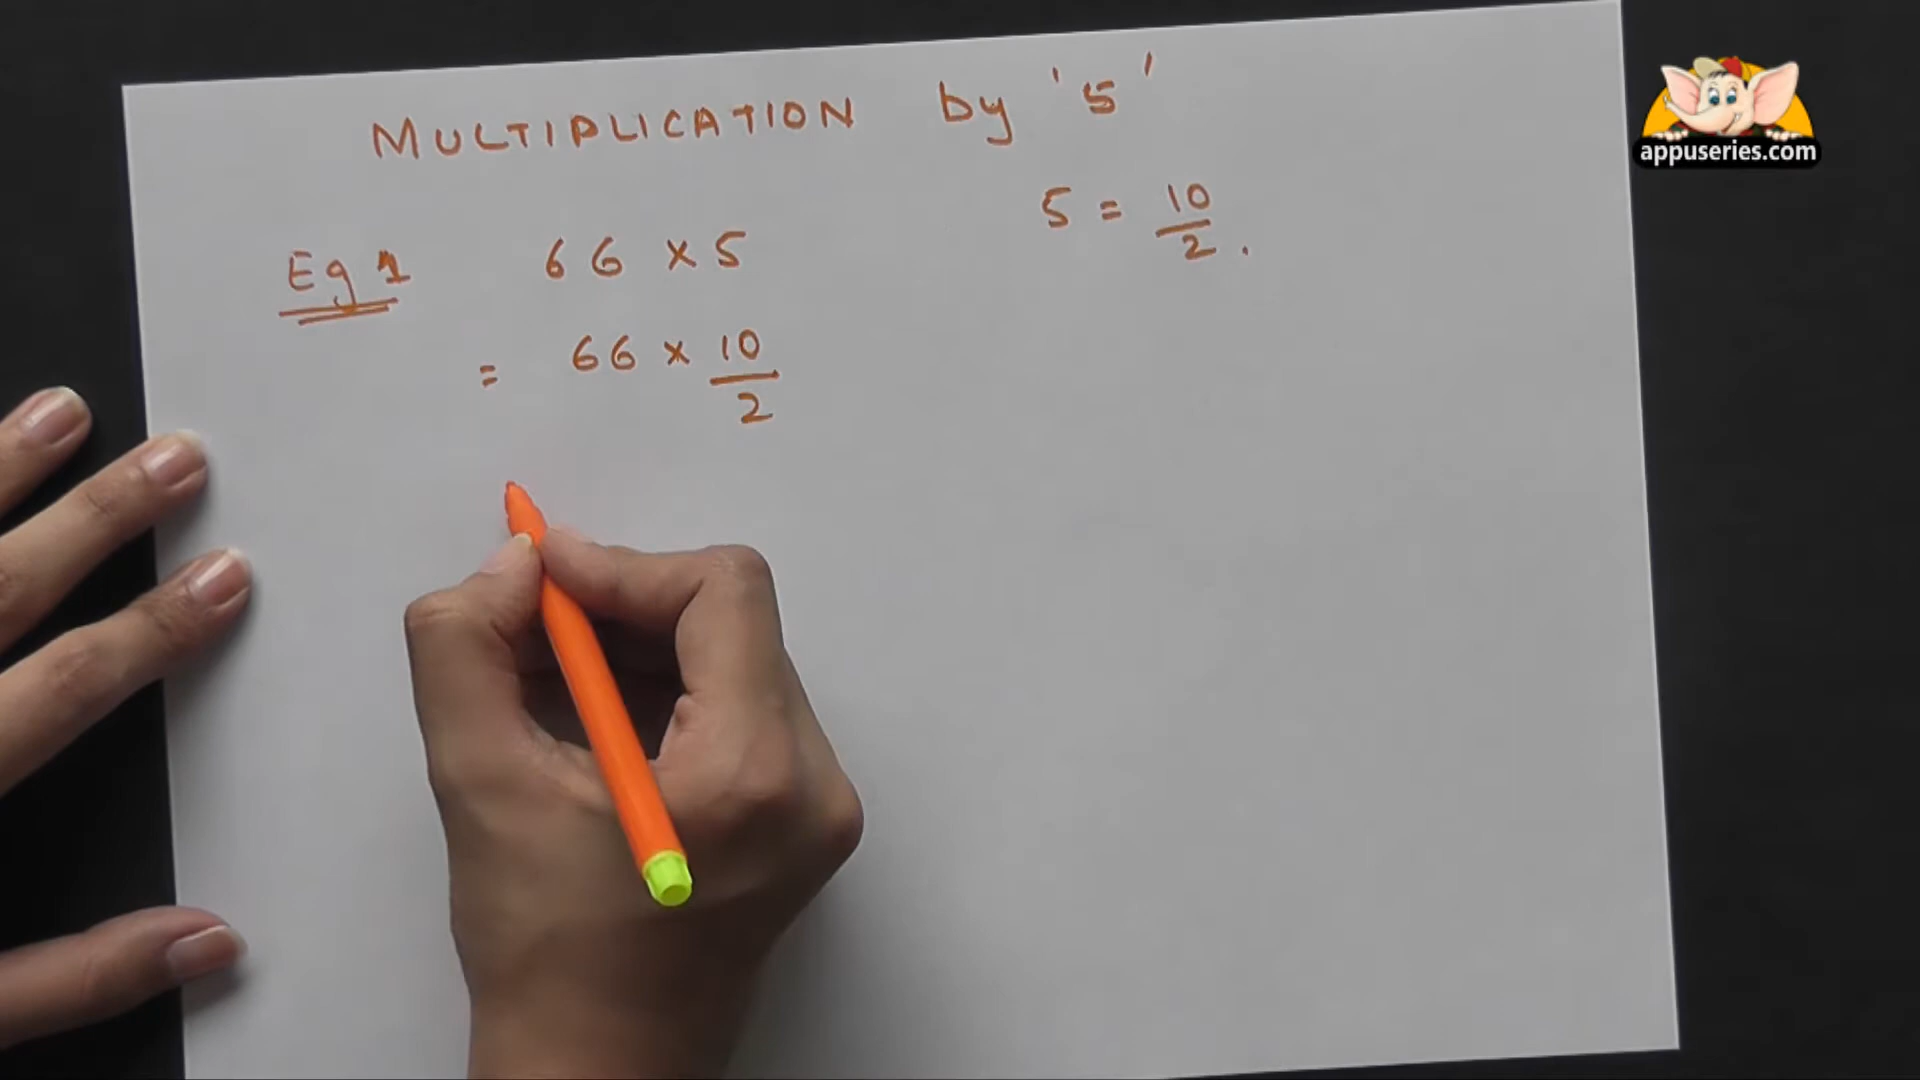 MULTIPLICATION by '5'
5 = 10/2.
Eg 1 66 x 5
= 66 x 10/2
appuseries.com